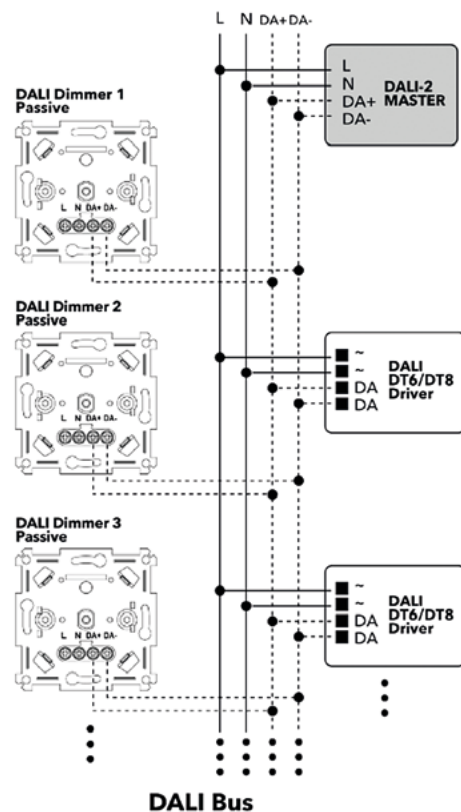 L N DA+ DA-
L
N
DA+
DA-
DALI-2
MASTER
DALI Dimmer 1
Passive
L N DA+ DA-
DALI Dimmer 2
Passive
L N DA+ DA-
~
~
DA
DA
DALI
DT6/DT8
Driver
DALI Dimmer 3
Passive
L N DA+ DA-
~
~
DA
DA
DALI
DT6/DT8
Driver
DALI Bus